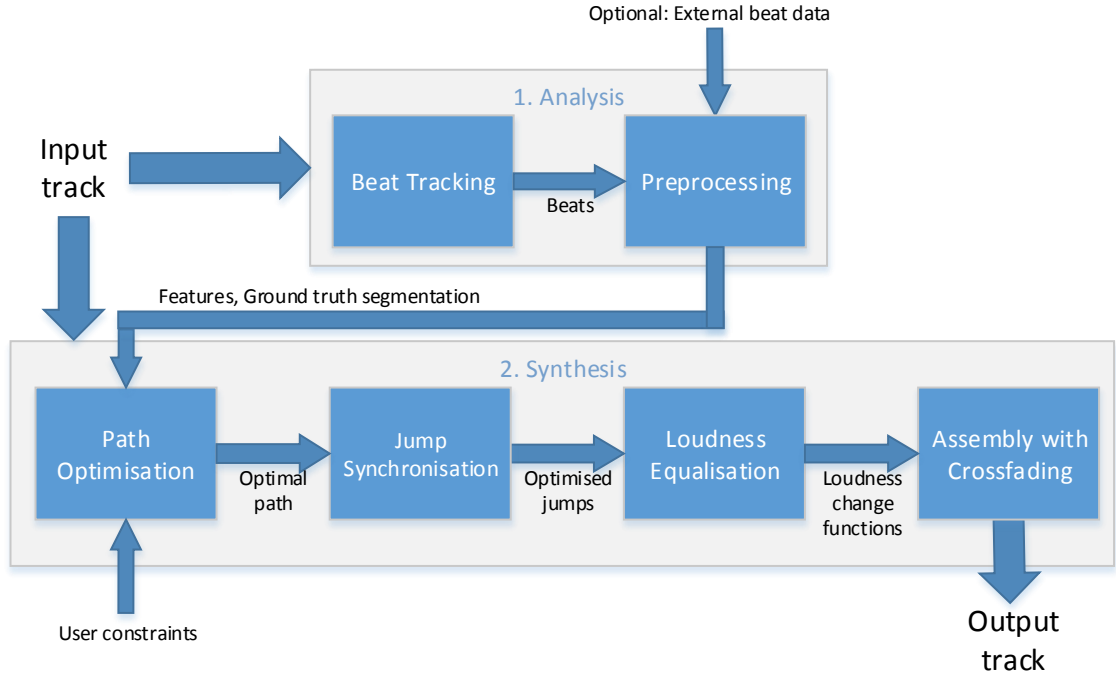 Optional: External beat data
1. Analysis
Input
track
Beat Tracking
Beats
Preprocessing
Features, Ground truth segmentation
2. Synthesis
Path
Optimisation
Optimal
path
Jump
Synchronisation
Optimised
jumps
Loudness
Equalisation
Loudness
change
functions
Assembly with
Crossfading
User constraints
Output
track